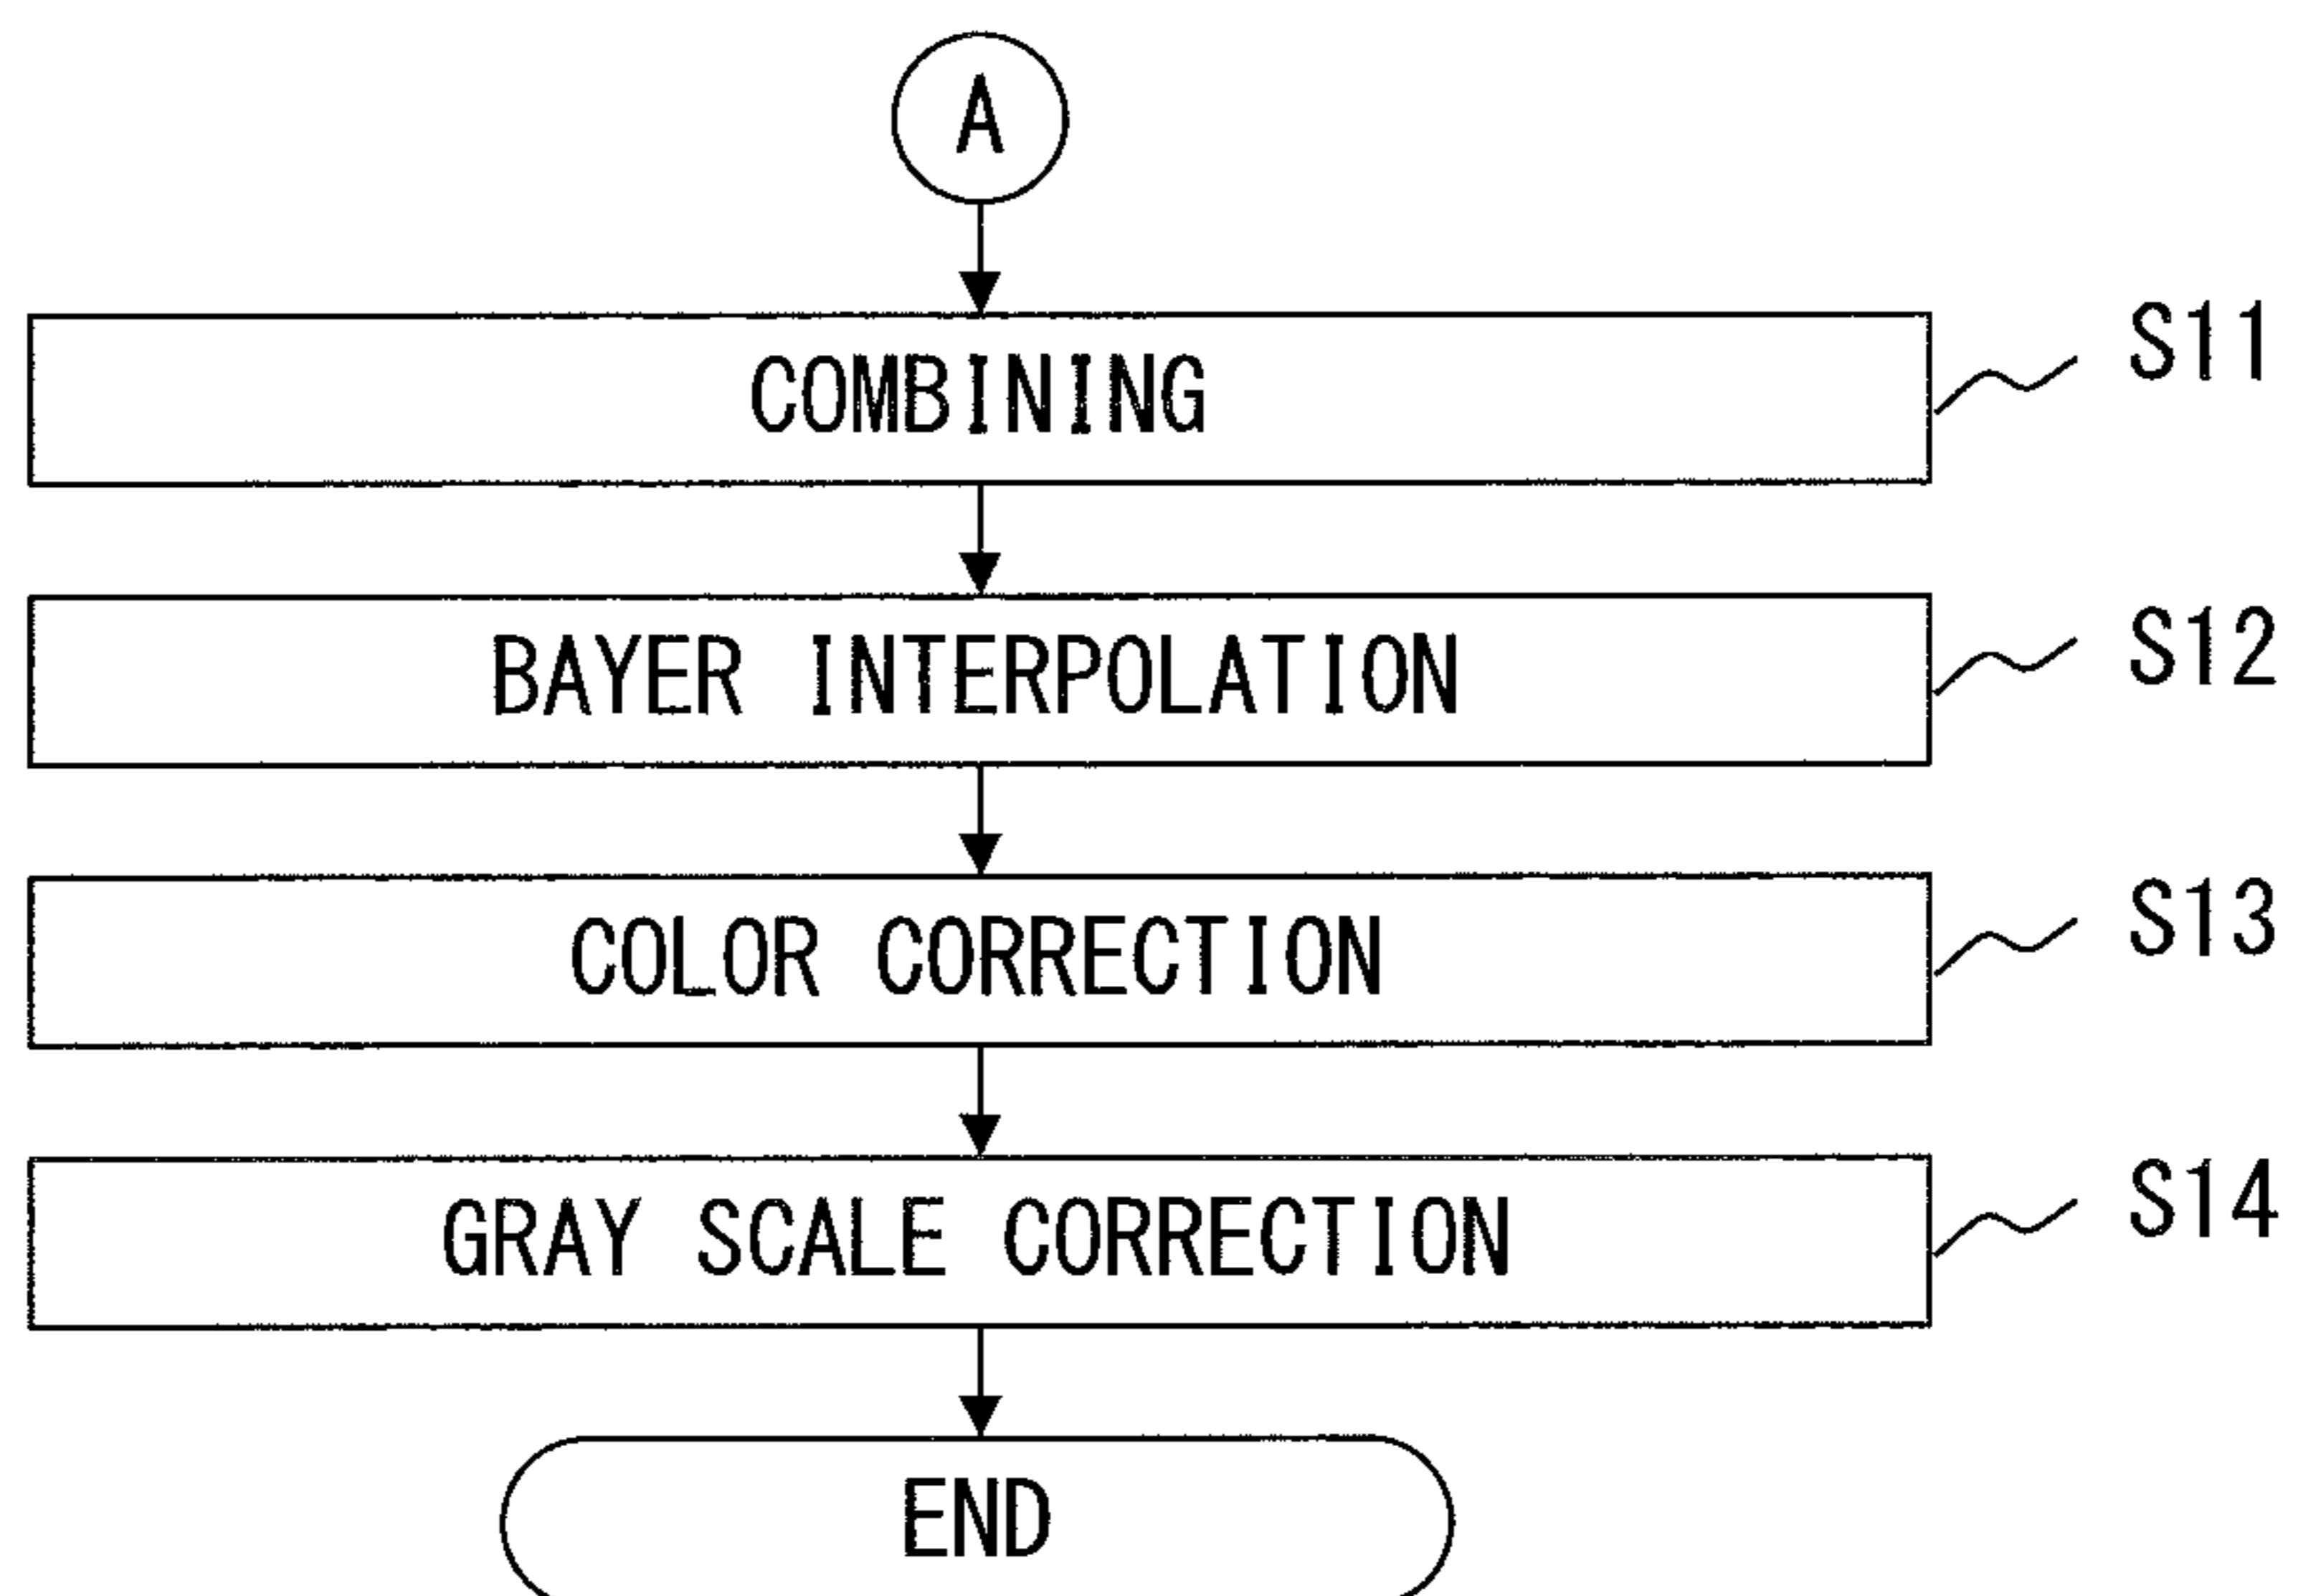 A
COMBINING S11
BAYER INTERPOLATION S12
COLOR CORRECTION S13
GRAY SCALE CORRECTION S14
END